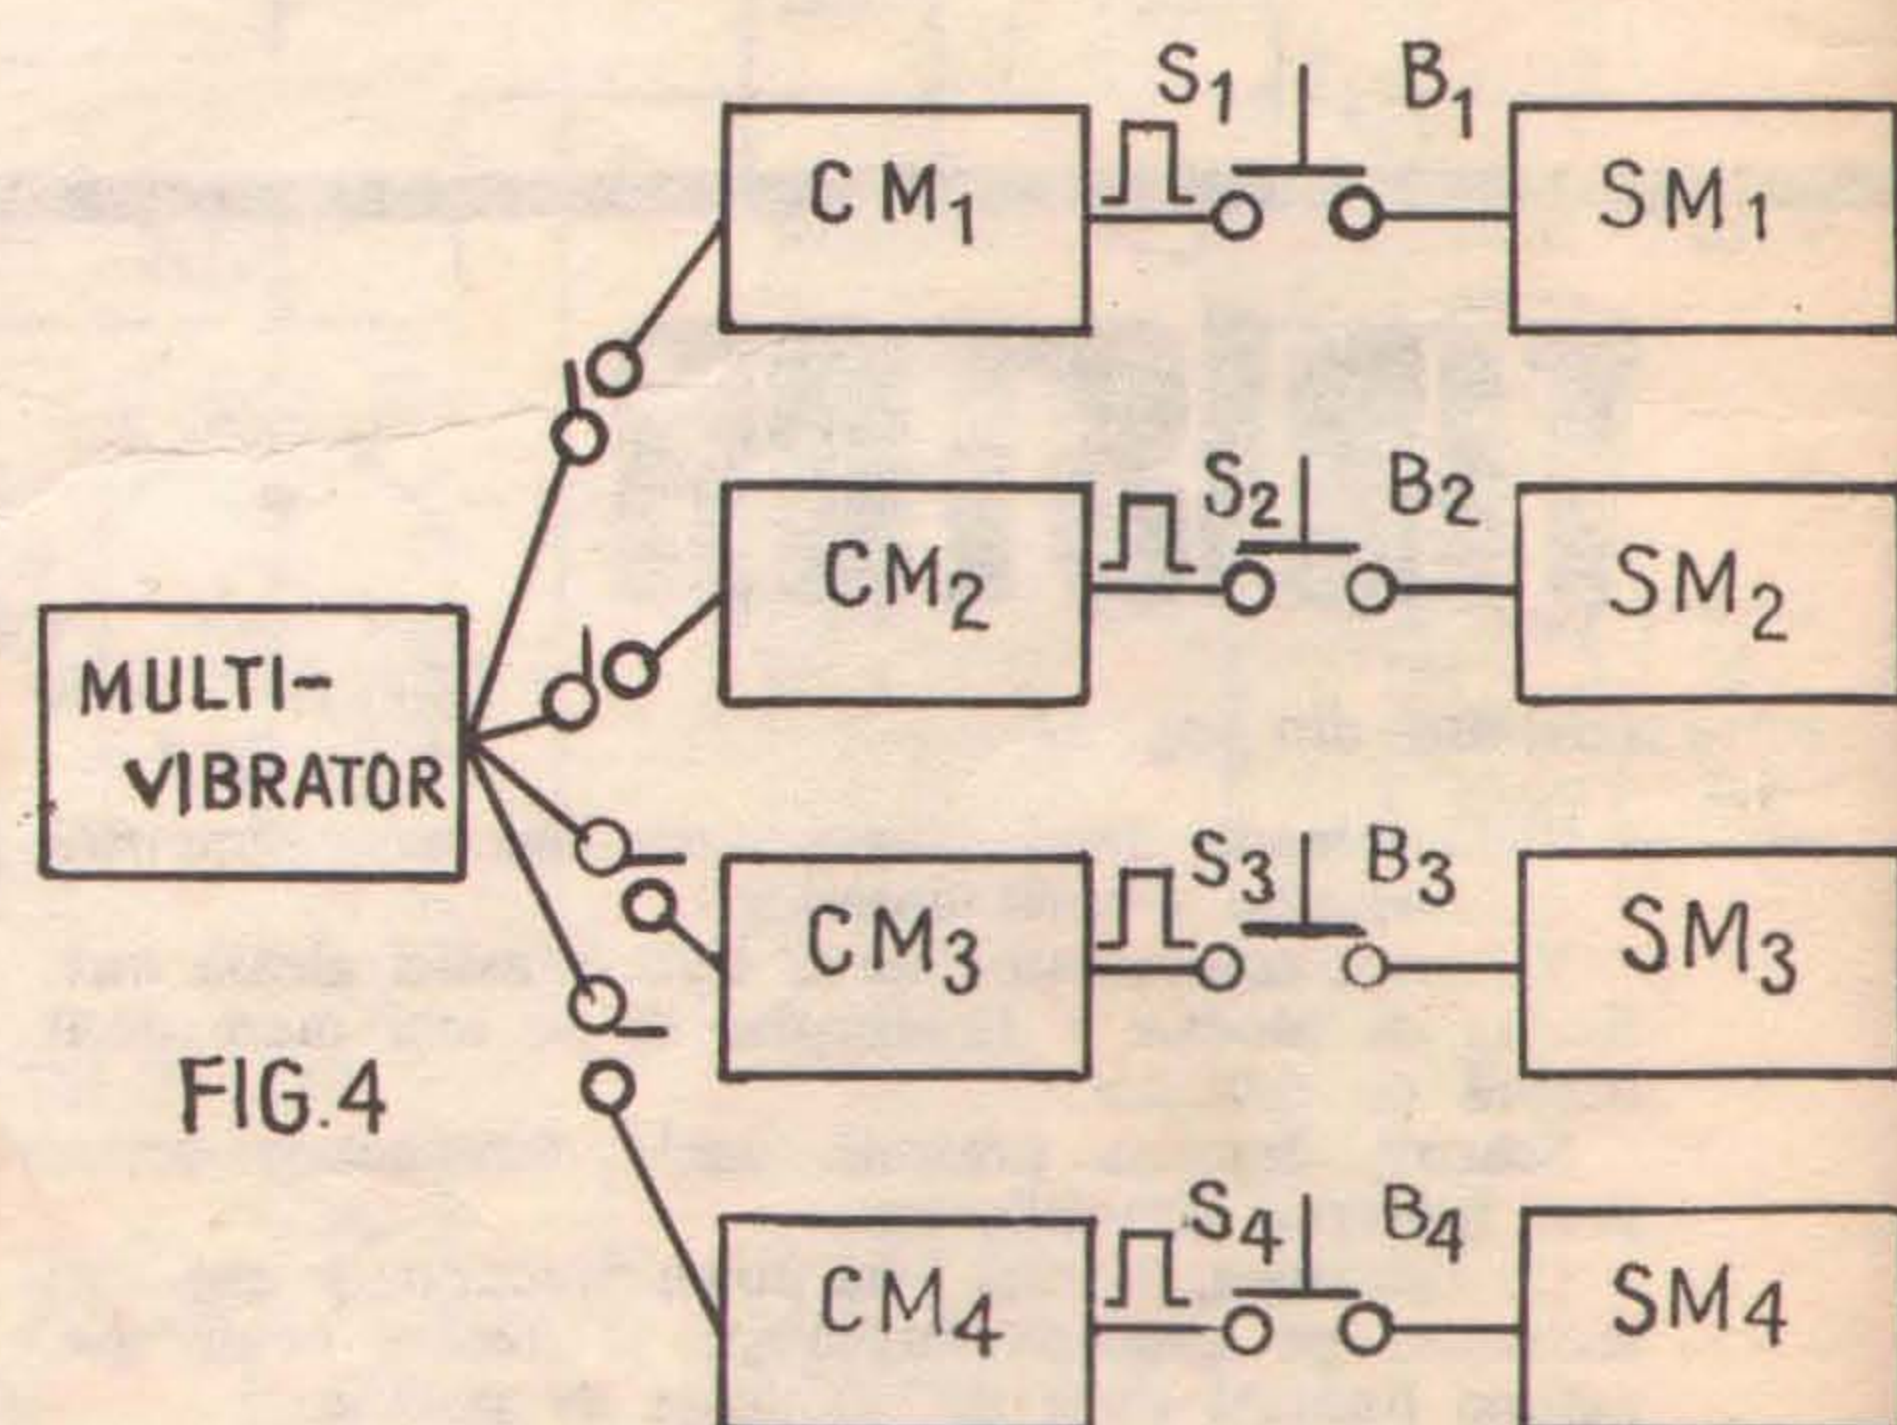 S1 B1
CM1 SM1
S2 B2
CM2 SM2
MULTI-
VIBRATOR
S3 B3
CM3 SM3
FIG.4
S4 B4
CM4 SM4